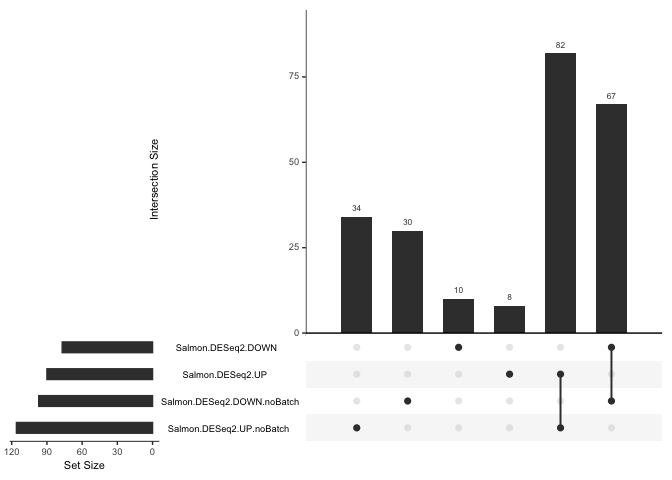 Intersection Size
75
50
25
0
34
30
10
8
82
67
Salmon.DESeq2.DOWN
Salmon.DESeq2.UP
Salmon.DESeq2.DOWN.noBatch
Salmon.DESeq2.UP.noBatch
120 90 60 30 0
Set Size